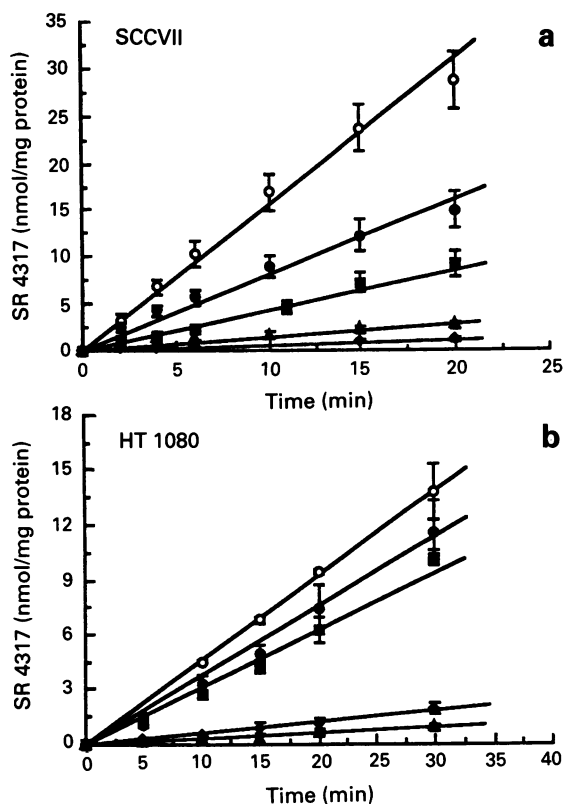 SCCVII
a
SR 4317 (nmol/mg protein)
35
30
25
20
15
10
5
0
0 5 10 15 20 25
Time (min)
HT 1080
b
SR 4317 (nmol/mg protein)
18
15
12
9
6
3
0
0 5 10 15 20 25 30 35 40
Time (min)